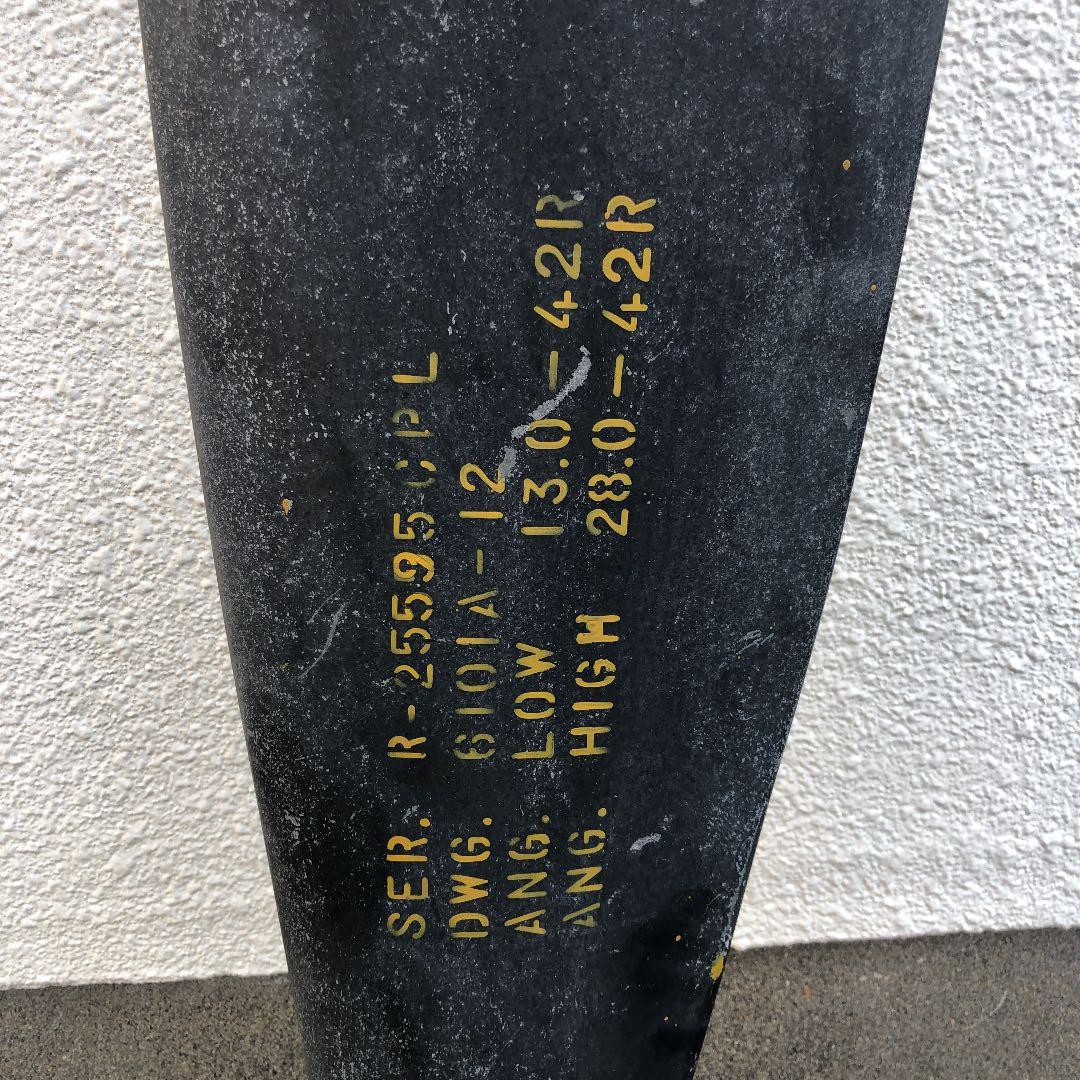 SER. R-25595 CPL
DWG. 6101A-12
ANG. LOW 13.0-42R
ANG. HIGH 28.0-42R